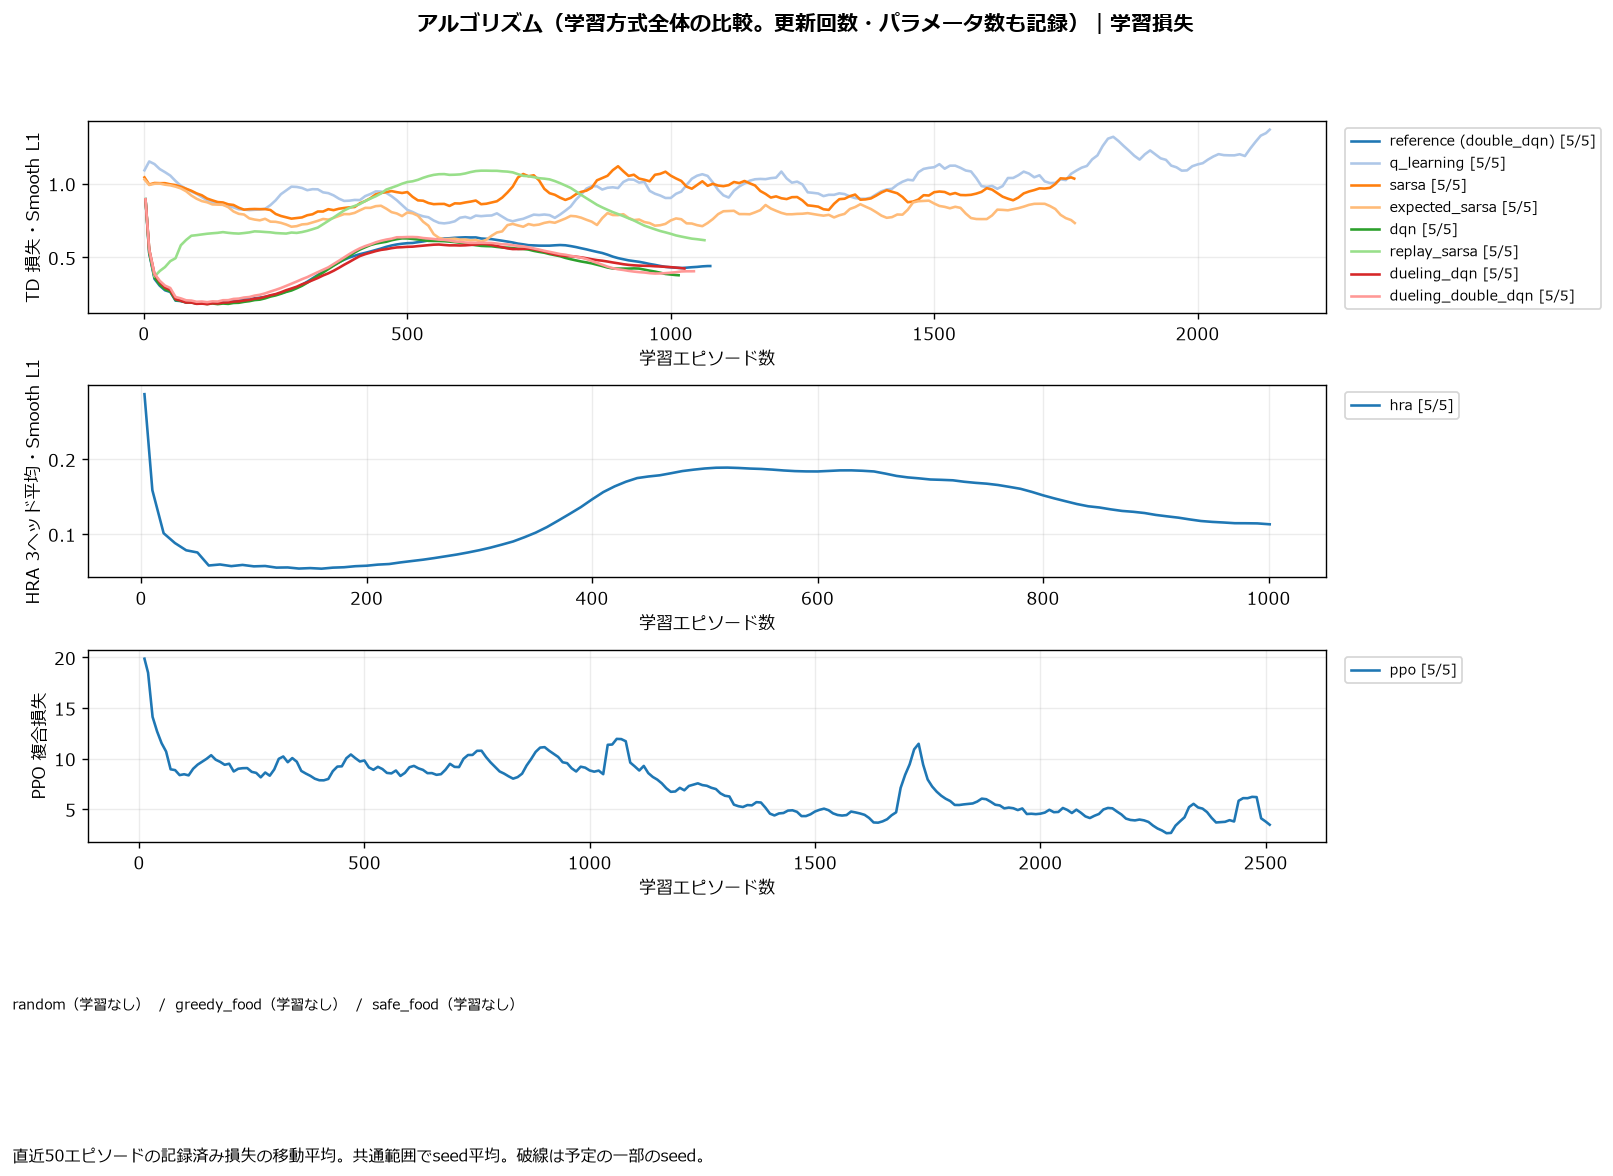 アルゴリズム（学習方式全体の比較。更新回数・パラメータ数も記録）｜学習損失
TD 損失・Smooth L1
1.0
0.5
0
500
1000
1500
2000
学習エピソード数
reference (double_dqn) [5/5]
q_learning [5/5]
sarsa [5/5]
expected_sarsa [5/5]
dqn [5/5]
replay_sarsa [5/5]
dueling_dqn [5/5]
dueling_double_dqn [5/5]
HRA 3ヘッド平均・Smooth L1
0.2
0.1
0
200
400
600
800
1000
学習エピソード数
hra [5/5]
PPO 複合損失
20
15
10
5
0
500
1000
1500
2000
2500
学習エピソード数
ppo [5/5]
random（学習なし） / greedy_food（学習なし） / safe_food（学習なし）
直近50エピソードの記録済み損失の移動平均。共通範囲でseed平均。破線は予定の一部のseed。